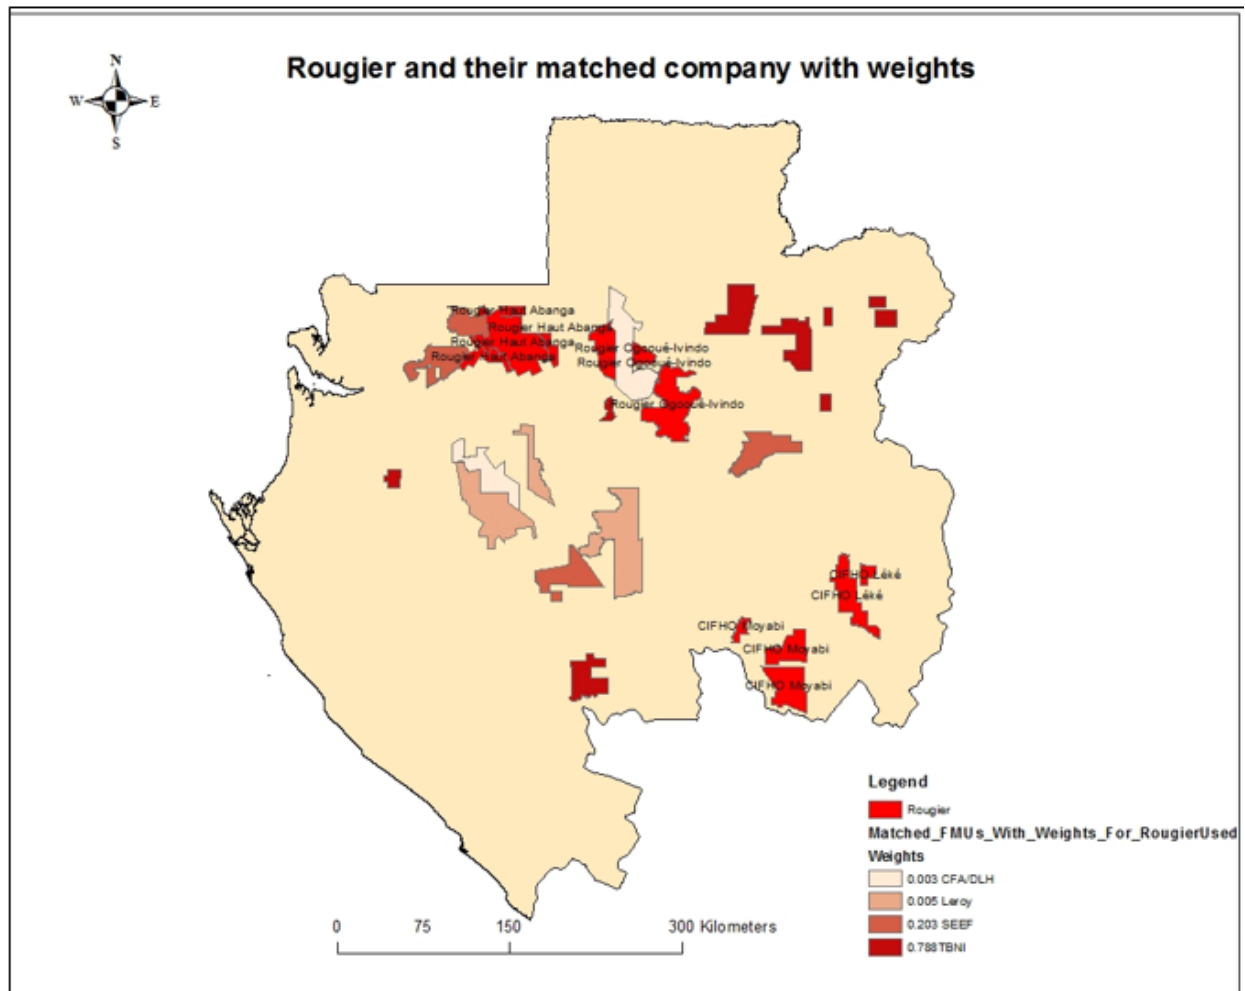 N
Rougier and their matched company with weights
W E
S
Rougier Haut Abanga
Rougier Haut Abanga
Rougier Haut Abanga
Rougier Haut Abanga
Rougier Ogooué-Ivindo
Rougier Ogooué-Ivindo
Rougier Ogooué-Ivindo
CIFHO Léké
CIFHO Léké
CIFHO Moyabi
CIFHO Moyabi
CIFHO Moyabi
Legend
Rougier
Matched_FMUs_With_Weights_For_RougierUsed
Weights
0.003 CFA/DLH
0.005 Leroy
0.203 SEEF
0.788TBNI
0 75 150 300 Kilometers